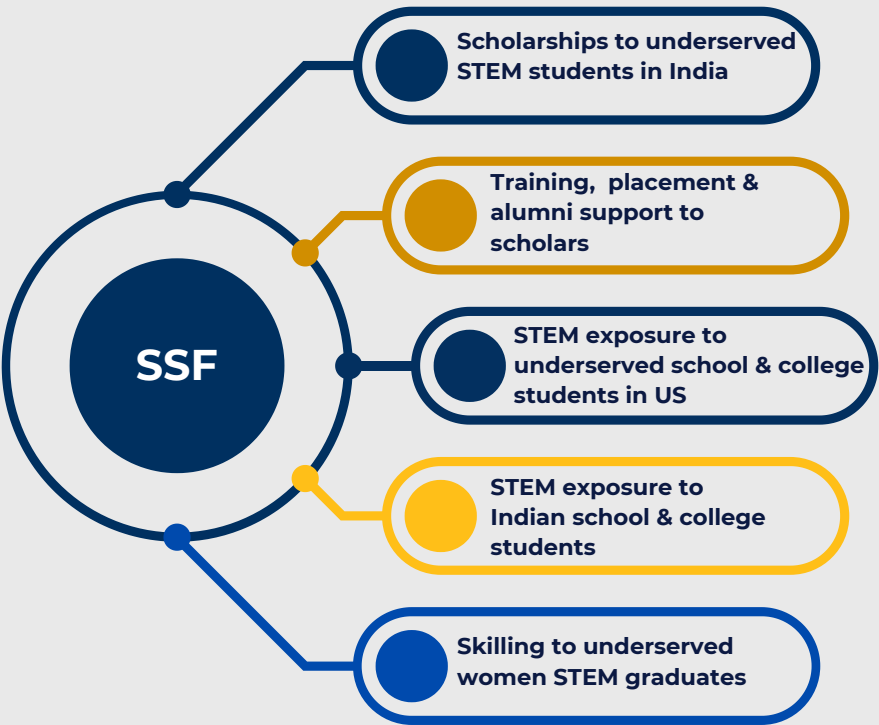 Scholarships to underserved
STEM students in India
Training,  placement &
alumni support to
scholars
SSF
STEM exposure to
underserved school & college
students in US
STEM exposure to
Indian school & college
students
Skilling to underserved
women STEM graduates